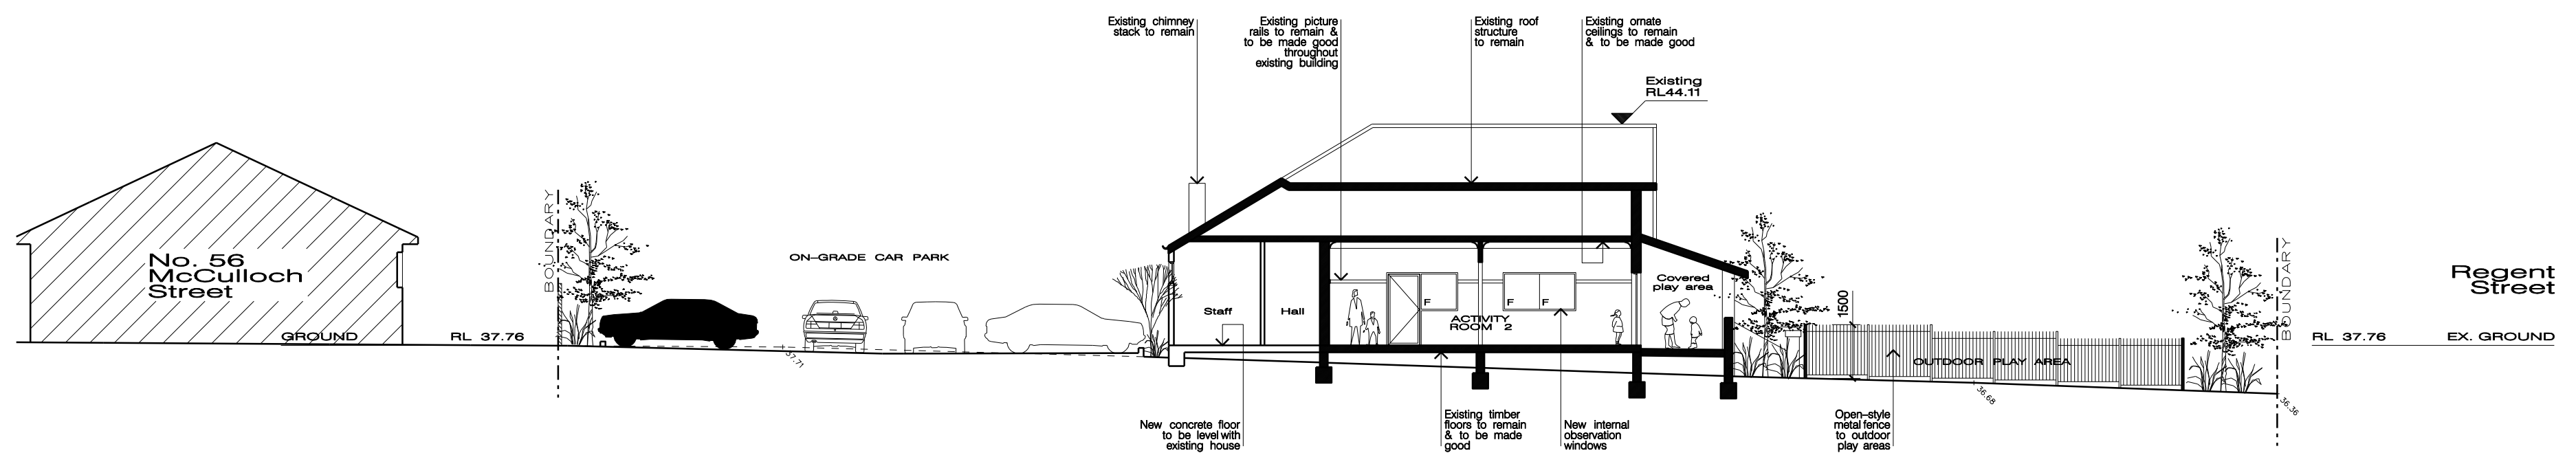 Existing chimney
stack to remain
Existing picture
rails to remain &
to be made good
throughout
existing building
Existing roof
structure
to remain
Existing ornate
ceilings to remain
& to be made good
Existing
RL44.11
No. 56
McCulloch
Street
GROUND
RL 37.76
BOUNDARY
ON-GRADE CAR PARK
37.71
Staff
Hall
F
F
F
ACTIVITY
ROOM 2
Covered
play area
1500
OUTDOOR PLAY AREA
36.68
BOUNDARY
36.36
Regent
Street
RL 37.76
EX. GROUND
New concrete floor
to be level with
existing house
Existing timber
floors to remain
& to be made
good
New internal
observation
windows
Open-style
metal fence
to outdoor
play areas